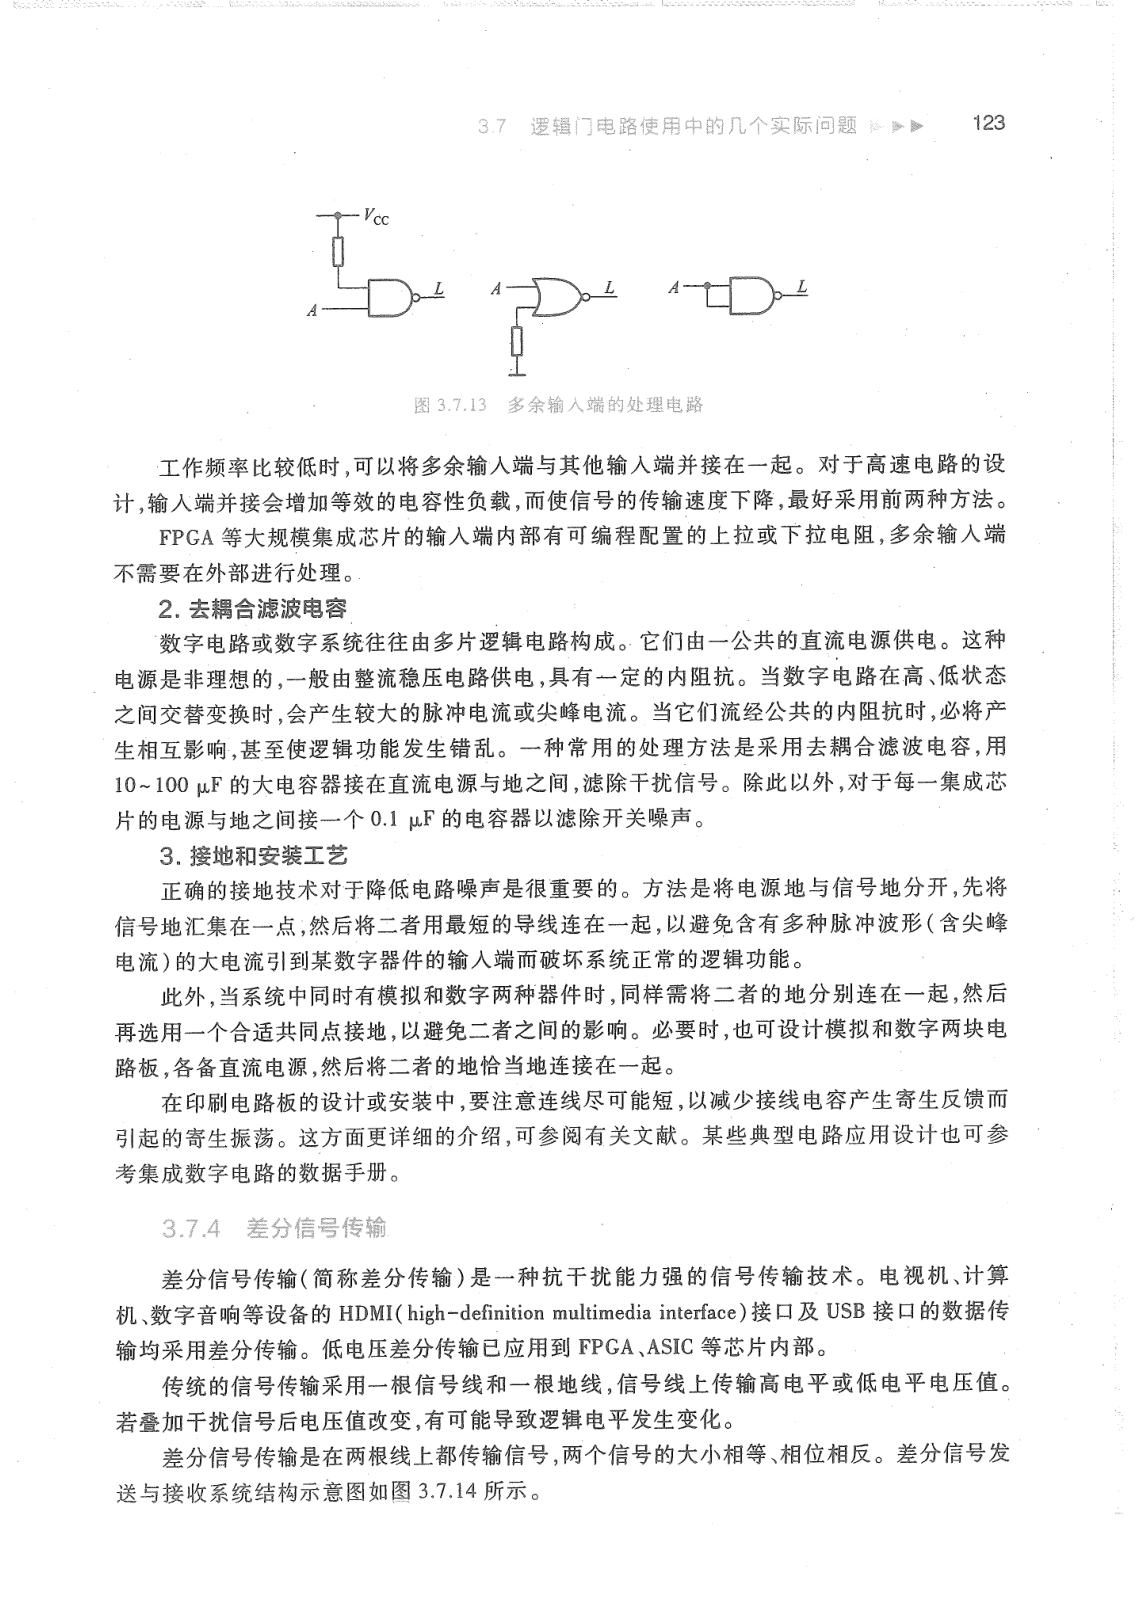 3.7 逻辑门电路使用中的几个实际问题 123
VCC
L
A
A
L
A
L
图 3.7.13 多余输入端的处理电路
工作频率比较低时,可以将多余输入端与其他输入端并接在一起。对于高速电路的设
计,输入端并接会增加等效的电容性负载,而使信号的传输速度下降,最好采用前两种方法。
FPGA 等大规模集成芯片的输入端内部有可编程配置的上拉或下拉电阻,多余输入端
不需要在外部进行处理。
2. 去耦合滤波电容
数字电路或数字系统往往由多片逻辑电路构成。它们由一公共的直流电源供电。这种
电源是非理想的,一般由整流稳压电路供电,具有一定的内阻抗。当数字电路在高、低状态
之间交替变换时,会产生较大的脉冲电流或尖峰电流。当它们流经公共的内阻抗时,必将产
生相互影响,甚至使逻辑功能发生错乱。一种常用的处理方法是采用去耦合滤波电容,用
10~100 μF 的大电容器接在直流电源与地之间,滤除干扰信号。除此以外,对于每一集成芯
片的电源与地之间接一个 0.1 μF 的电容器以滤除开关噪声。
3. 接地和安装工艺
正确的接地技术对于降低电路噪声是很重要的。方法是将电源地与信号地分开,先将
信号地汇集在一点,然后将二者用最短的导线连在一起,以避免含有多种脉冲波形(含尖峰
电流)的大电流引到某数字器件的输入端而破坏系统正常的逻辑功能。
此外,当系统中同时有模拟和数字两种器件时,同样需将二者的地分别连在一起,然后
再选用一个合适共同点接地,以避免二者之间的影响。必要时,也可设计模拟和数字两块电
路板,各备直流电源,然后将二者的地恰当地连接在一起。
在印刷电路板的设计或安装中,要注意连线尽可能短,以减少接线电容产生寄生反馈而
引起的寄生振荡。这方面更详细的介绍,可参阅有关文献。某些典型电路应用设计也可参
考集成数字电路的数据手册。
3.7.4 差分信号传输
差分信号传输(简称差分传输)是一种抗干扰能力强的信号传输技术。电视机、计算
机、数字音响等设备的 HDMI(high-definition multimedia interface)接口及 USB 接口的数据传
输均采用差分传输。低电压差分传输已应用到 FPGA、ASIC 等芯片内部。
传统的信号传输采用一根信号线和一根地线,信号线上传输高电平或低电平电压值。
若叠加干扰信号后电压值改变,有可能导致逻辑电平发生变化。
差分信号传输是在两根线上都传输信号,两个信号的大小相等、相位相反。差分信号发
送与接收系统结构示意图如图 3.7.14 所示。